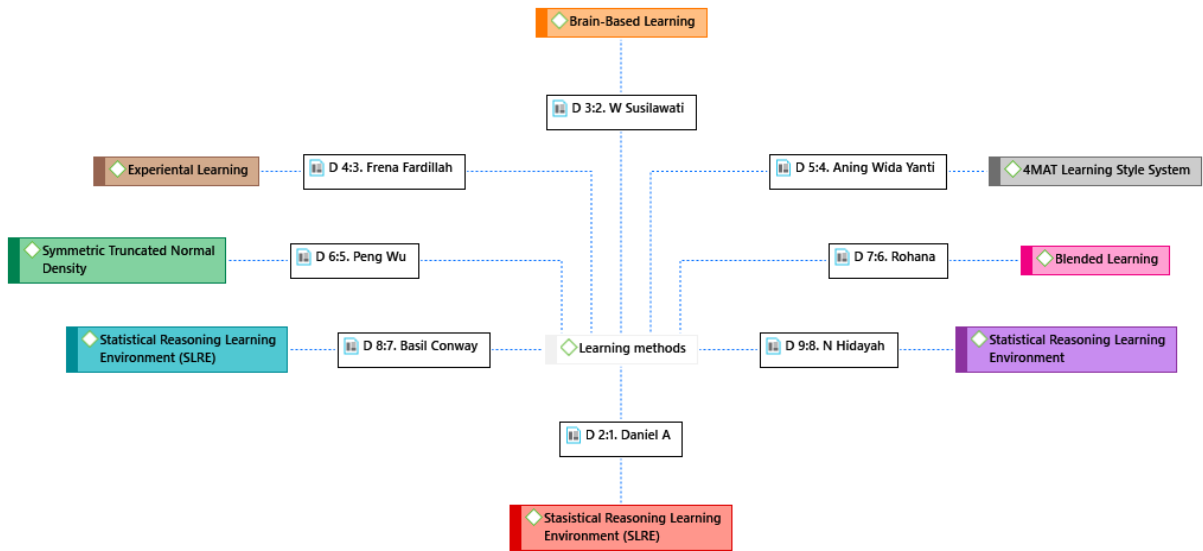 Brain-Based Learning
D 3:2. W Susilawati
Experiental Learning
D 4:3. Frena Fardillah
D 5:4. Aning Wida Yanti
4MAT Learning Style System
Symmetric Truncated Normal
Density
D 6:5. Peng Wu
D 7:6. Rohana
Blended Learning
Statistical Reasoning Learning
Environment (SLRE)
D 8:7. Basil Conway
Learning methods
D 9:8. N Hidayah
Statistical Reasoning Learning
Environment
D 2:1. Daniel A
Stasistical Reasoning Learning
Environment (SLRE)